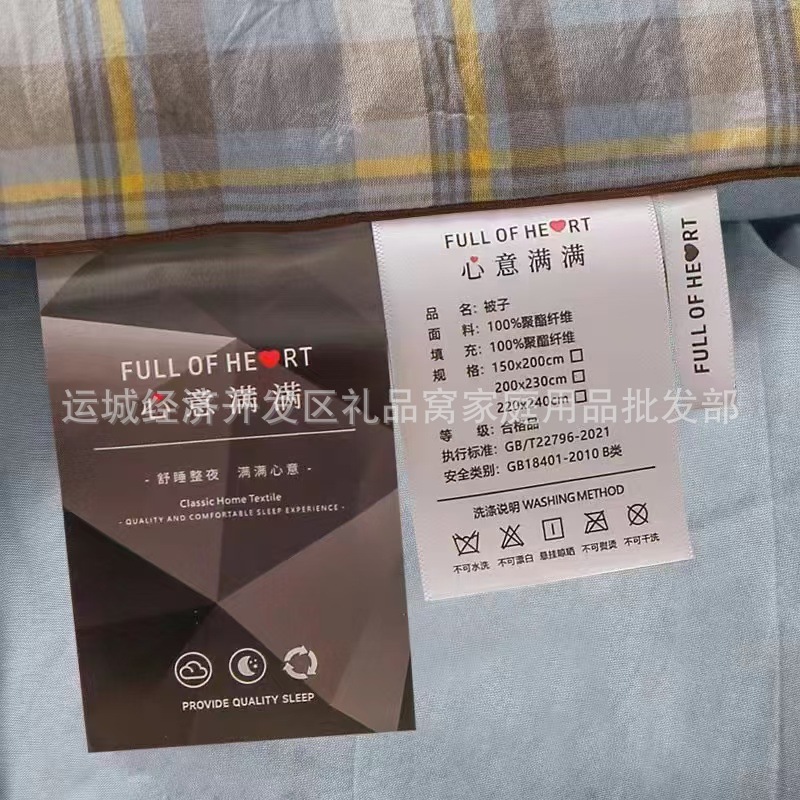 FULL OF HEART
心意满满
- 舒睡整夜 满满心意 -
Classic Home Textile
- QUALITY AND COMFORTABLE SLEEP EXPERIENCE -
PROVIDE QUALITY SLEEP
FULL OF HEART
心意满满
品 名：被子
面 料：100%聚酯纤维
填 充：100%聚酯纤维
规 格：150x200cm
200x230cm
220x240cm
等 级：合格品
执行标准：GB/T22796-2021
安全类别：GB18401-2010 B类
洗涤说明 WASHING METHOD
不可水洗 不可漂白 悬挂晾晒 不可熨烫 不可干洗
FULL OF HEART
运城经济开发区礼品窝家庭用品批发部